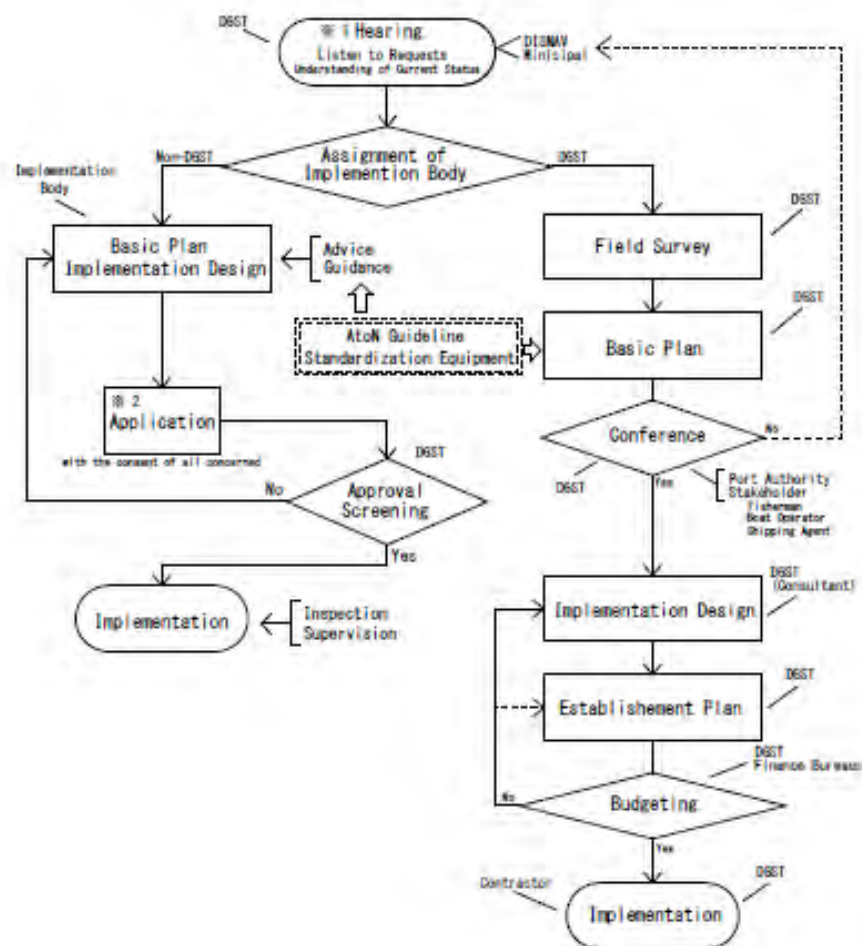 DGST
※ 1 Hearing
Listen to Requests
Understanding of Current Status
DISNAV
Minisipal
Non-DGST
Assignment of
Implemention Body
DGST
Implementation
Body
Basic Plan
Implementation Design
Advice
Guidance
Field Survey
DGST
AtoN Guideline
Standardization Equipment
Basic Plan
DGST
※ 2
Application
with the consent of all concerned
Conference
No
DGST
Yes
Port Authority
Stakeholder
Fisherman
Boat Operator
Shipping Agent
DGST
No
Approval
Screening
Yes
Implementation
Inspection
Supervision
Implementation Design
DGST
(Consultant)
Establishement Plan
DGST
DGST
Finance Bureau
No
Budgeting
Yes
Contractor
Implementation
DGST